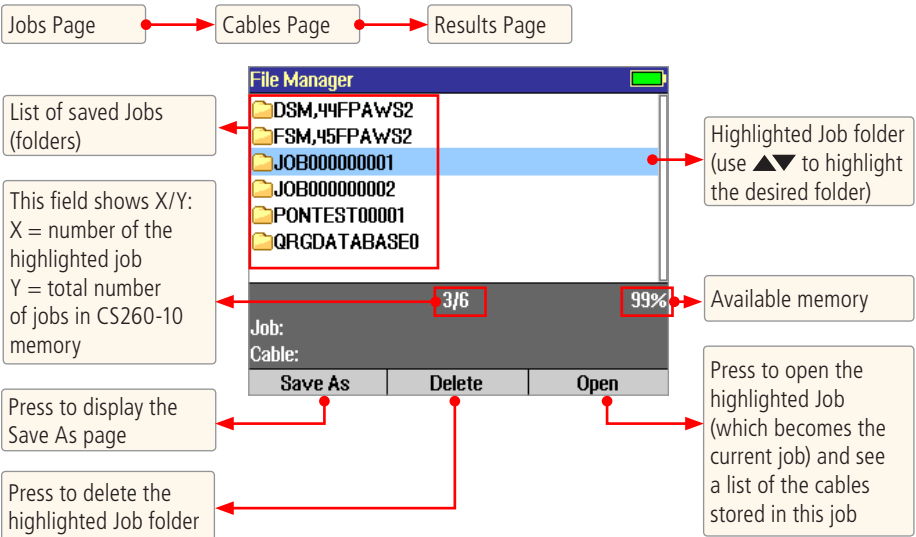 Jobs Page
Cables Page
Results Page
List of saved Jobs
(folders)
This field shows X/Y:
X = number of the
highlighted job
Y = total number
of jobs in CS260-10
memory
Press to display the
Save As page
Press to delete the
highlighted Job folder
File Manager
DSM,44FPAWS2
FSM,45FPAWS2
JOB000000001
JOB000000002
PONTEST00001
QRGDATABASE0
3/6
99%
Job:
Cable:
Save As
Delete
Open
Highlighted Job folder
(use ▲▼ to highlight
the desired folder)
Available memory
Press to open the
highlighted Job
(which becomes the
current job) and see
a list of the cables
stored in this job